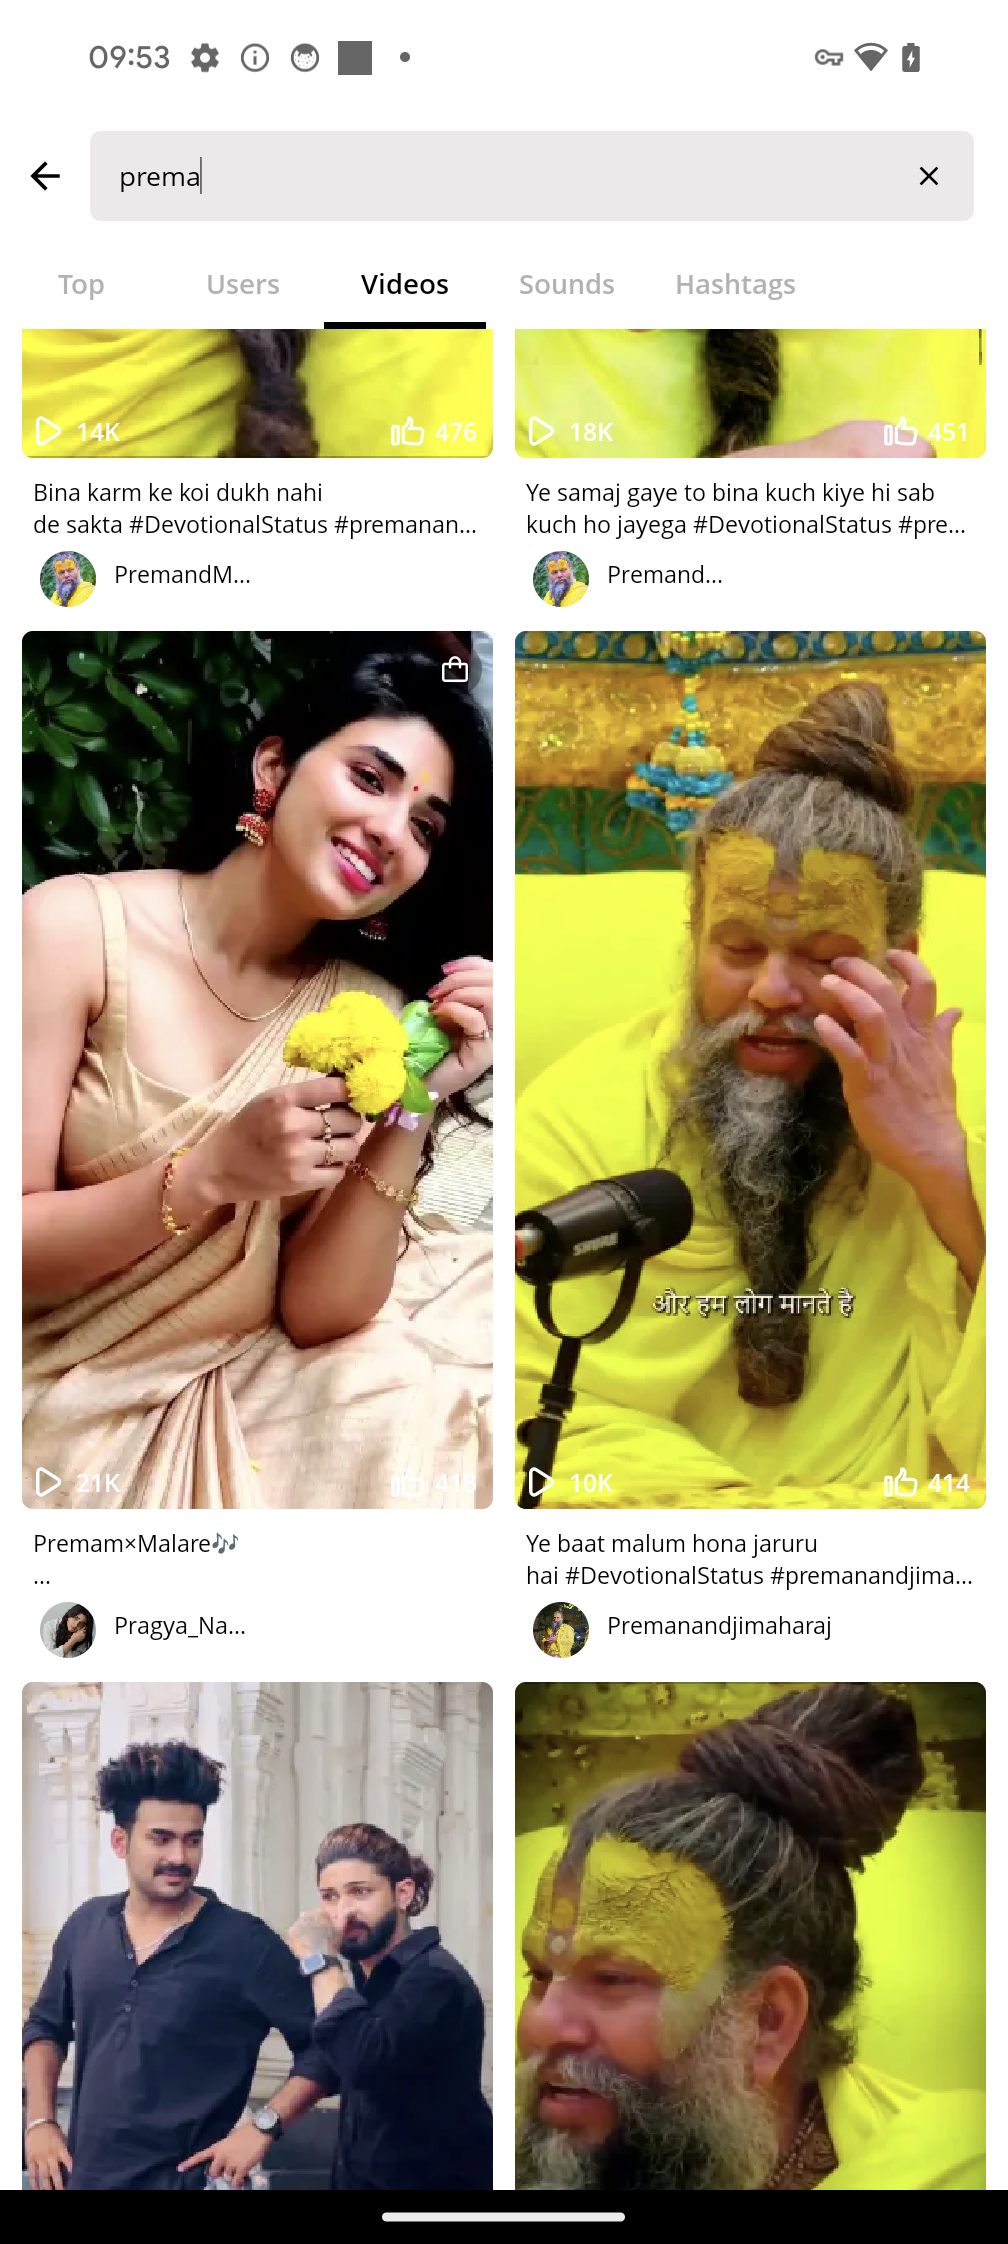 09:53
prema
Top Users Videos Sounds Hashtags
14K 476
18K 451
Bina karm ke koi dukh nahi
de sakta #DevotionalStatus #premanan...
PremandM...
Ye samaj gaye to bina kuch kiye hi sab
kuch ho jayega #DevotionalStatus #pre...
Premand...
SHURE
और हम लोग मानते है
21K 418
10K 414
Premam×Malare🎶
...
Pragya_Na...
Ye baat malum hona jaruru
hai #DevotionalStatus #premanandjima...
Premanandjimaharaj